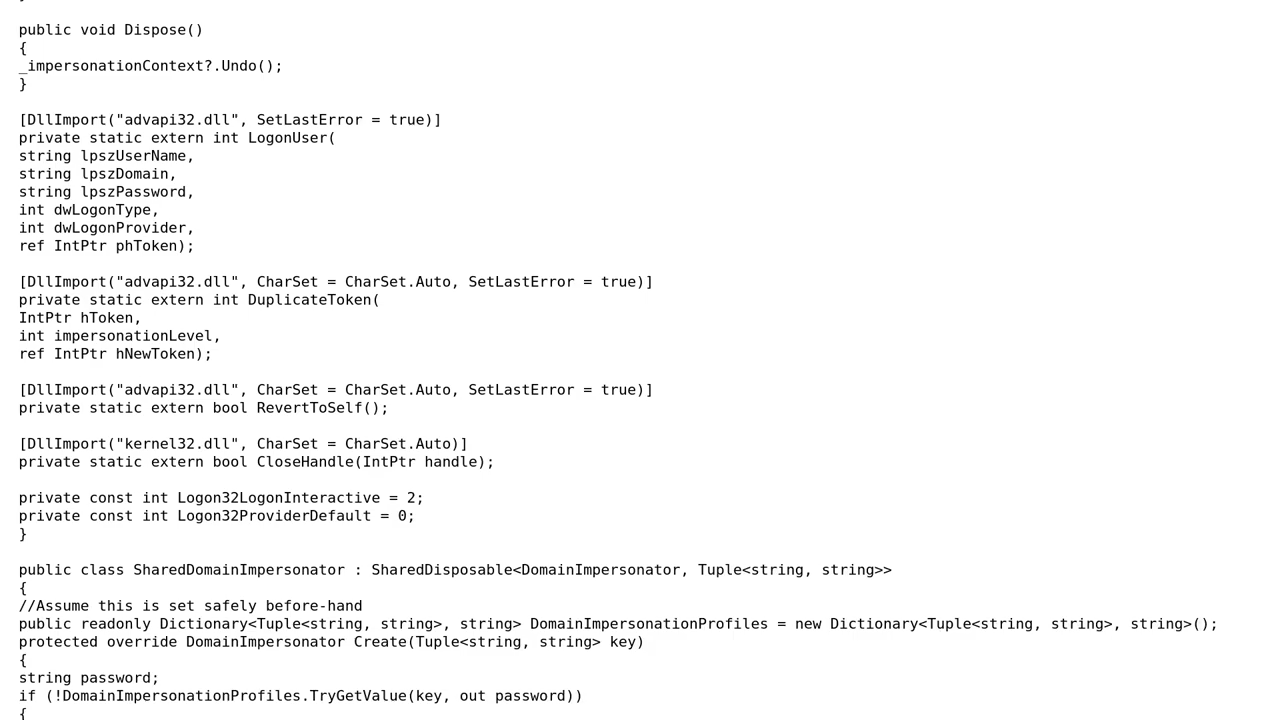 }
public void Dispose()
{
_impersonationContext?.Undo();
}
[DllImport("advapi32.dll", SetLastError = true)]
private static extern int LogonUser(
string lpszUserName,
string lpszDomain,
string lpszPassword,
int dwLogonType,
int dwLogonProvider,
ref IntPtr phToken);
[DllImport("advapi32.dll", CharSet = CharSet.Auto, SetLastError = true)]
private static extern int DuplicateToken(
IntPtr hToken,
int impersonationLevel,
ref IntPtr hNewToken);
[DllImport("advapi32.dll", CharSet = CharSet.Auto, SetLastError = true)]
private static extern bool RevertToSelf();
[DllImport("kernel32.dll", CharSet = CharSet.Auto)]
private static extern bool CloseHandle(IntPtr handle);
private const int Logon32LogonInteractive = 2;
private const int Logon32ProviderDefault = 0;
}
public class SharedDomainImpersonator : SharedDisposable<DomainImpersonator, Tuple<string, string>>
{
//Assume this is set safely before-hand
public readonly Dictionary<Tuple<string, string>, string> DomainImpersonationProfiles = new Dictionary<Tuple<string, string>, string>();
protected override DomainImpersonator Create(Tuple<string, string> key)
{
string password;
if (!DomainImpersonationProfiles.TryGetValue(key, out password))
{